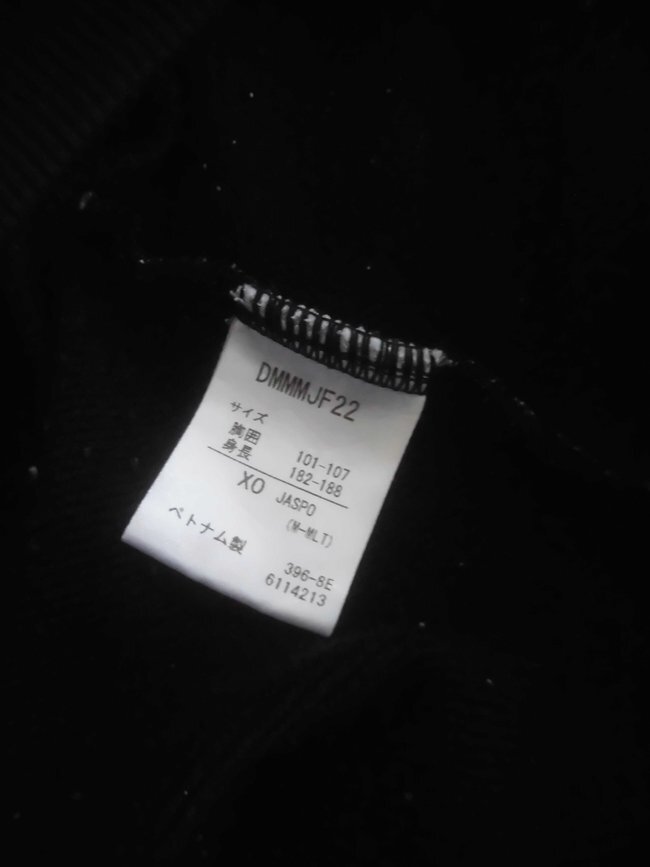 DMMMJF22
サイズ
胸囲 101-107
身長 182-188
XO JASPO
(M-MLT)
ベトナム製
396-8E
6114213